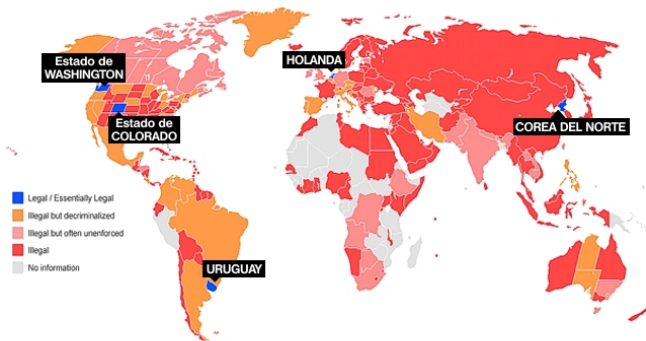 Estado de
WASHINGTON
HOLANDA
Estado de
COLORADO
COREA DEL NORTE
Legal / Essentially Legal
Illegal but decriminalized
Illegal but often unenforced
Illegal
No information
URUGUAY